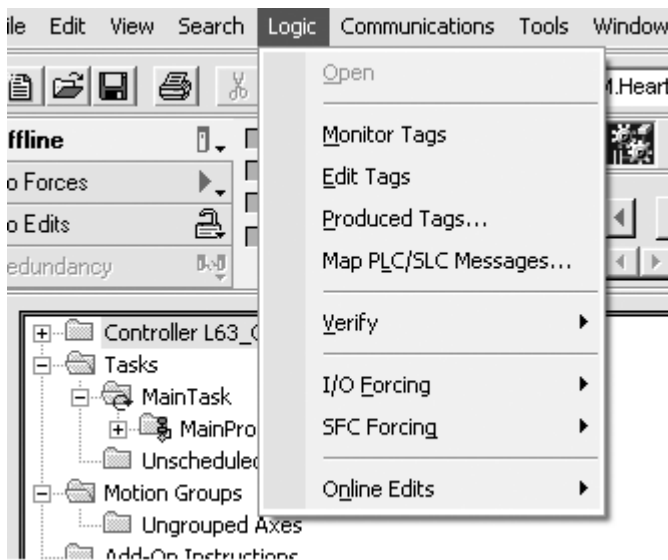 ile Edit View Search Logic Communications Tools Window
Open
M.Heart
Monitor Tags
ffline
Edit Tags
o Forces
Produced Tags...
o Edits
Map PLC/SLC Messages...
edundancy
Verify
Controller L63_C
Tasks
I/O Forcing
MainTask
SFC Forcing
MainPro
Unscheduled
Online Edits
Motion Groups
Ungrouped Axes
Add-On Instructions